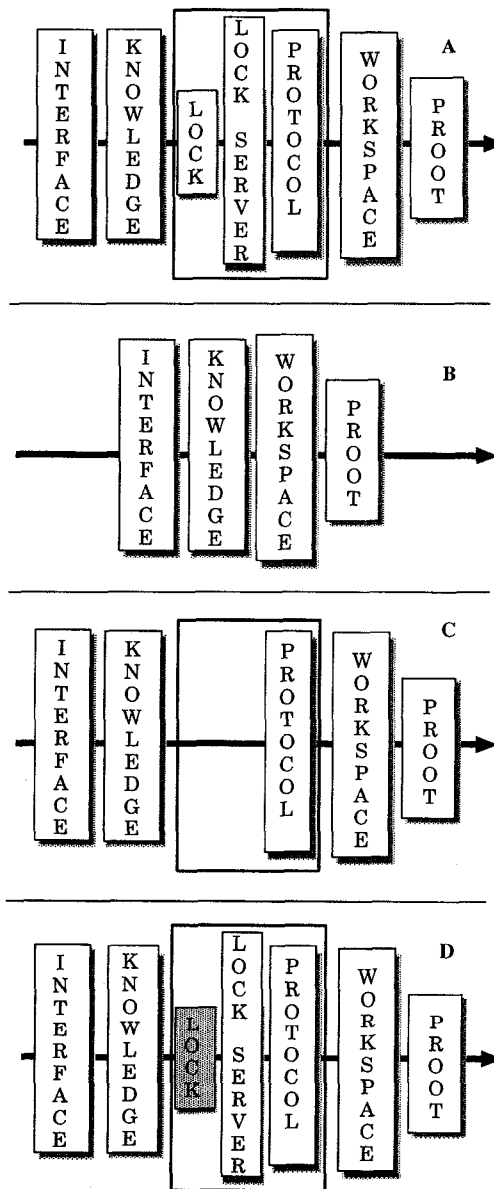 INTERFACE
KNOWLEDGE
LOCK
LOCK SERVER
PROTOCOL
WORKSPACE
PROOT
A
INTERFACE
KNOWLEDGE
WORKSPACE
PROOT
B
INTERFACE
KNOWLEDGE
PROTOCOL
WORKSPACE
PROOT
C
INTERFACE
KNOWLEDGE
LOCK
LOCK SERVER
PROTOCOL
WORKSPACE
PROOT
D